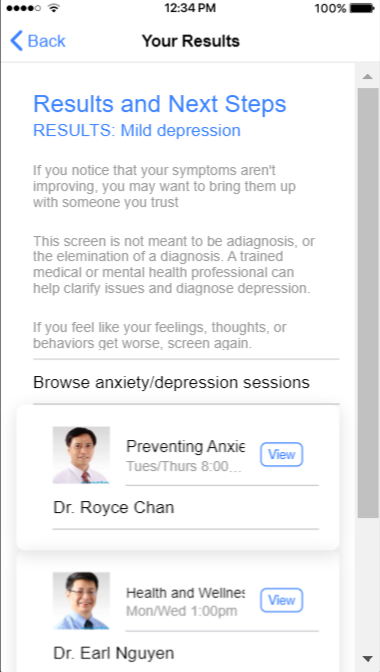 12:34 PM
100%
Back
Your Results
Results and Next Steps
RESULTS: Mild depression
If you notice that your symptoms aren't
improving, you may want to bring them up
with someone you trust
This screen is not meant to be adiagnosis, or
the elemination of a diagnosis. A trained
medical or mental health professional can
help clarify issues and diagnose depression.
If you feel like your feelings, thoughts, or
behaviors get worse, screen again.
Browse anxiety/depression sessions
Preventing Anxie
View
Tues/Thurs 8:00...
Dr. Royce Chan
Health and Wellnes
View
Mon/Wed 1:00pm
Dr. Earl Nguyen